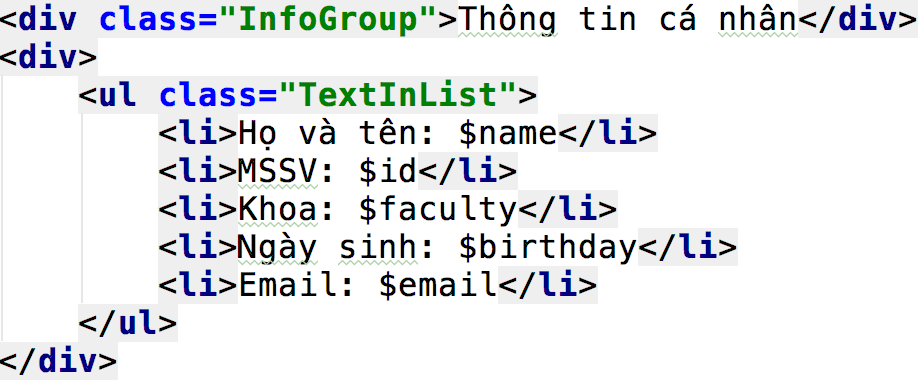 <div class="InfoGroup">Thông tin cá nhân</div>
<div>
<ul class="TextInList">
<li>Họ và tên: $name</li>
<li>MSSV: $id</li>
<li>Khoa: $faculty</li>
<li>Ngày sinh: $birthday</li>
<li>Email: $email</li>
</ul>
</div>